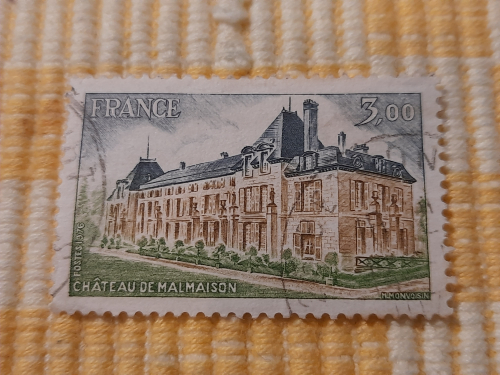 FRANCE
3,00
POSTES 1976
CHÂTEAU DE MALMAISON
M.MONVOISIN